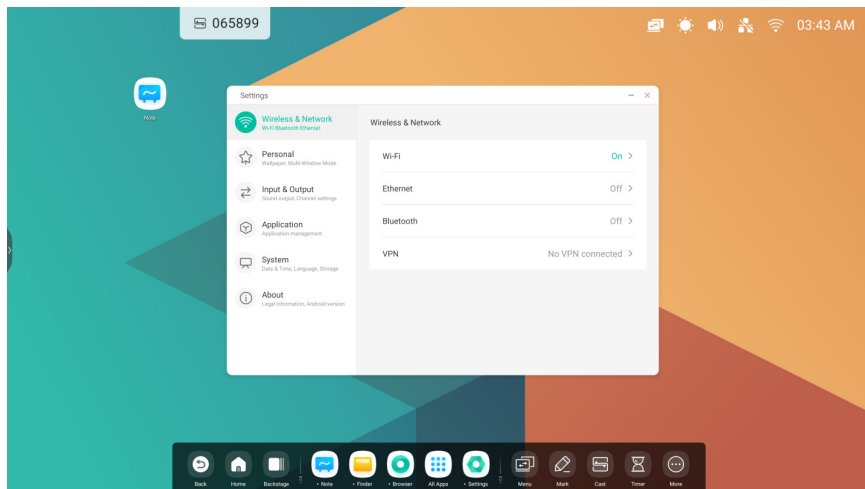 065899
03:43 AM
Note
Settings
Wireless & Network
Wi-Fi Bluetooth Ethernet
Personal
Wallpaper, Multi-Window Mode
Input & Output
Sound output, Channel settings
Application
Application management
System
Date & Time, Language, Storage
About
Legal information, Android version
Wireless & Network
Wi-Fi On
Ethernet Off
Bluetooth Off
VPN No VPN connected
Back Home Backstage • Note • Finder • Browser All Apps • Settings Menu Mark Cast Timer More